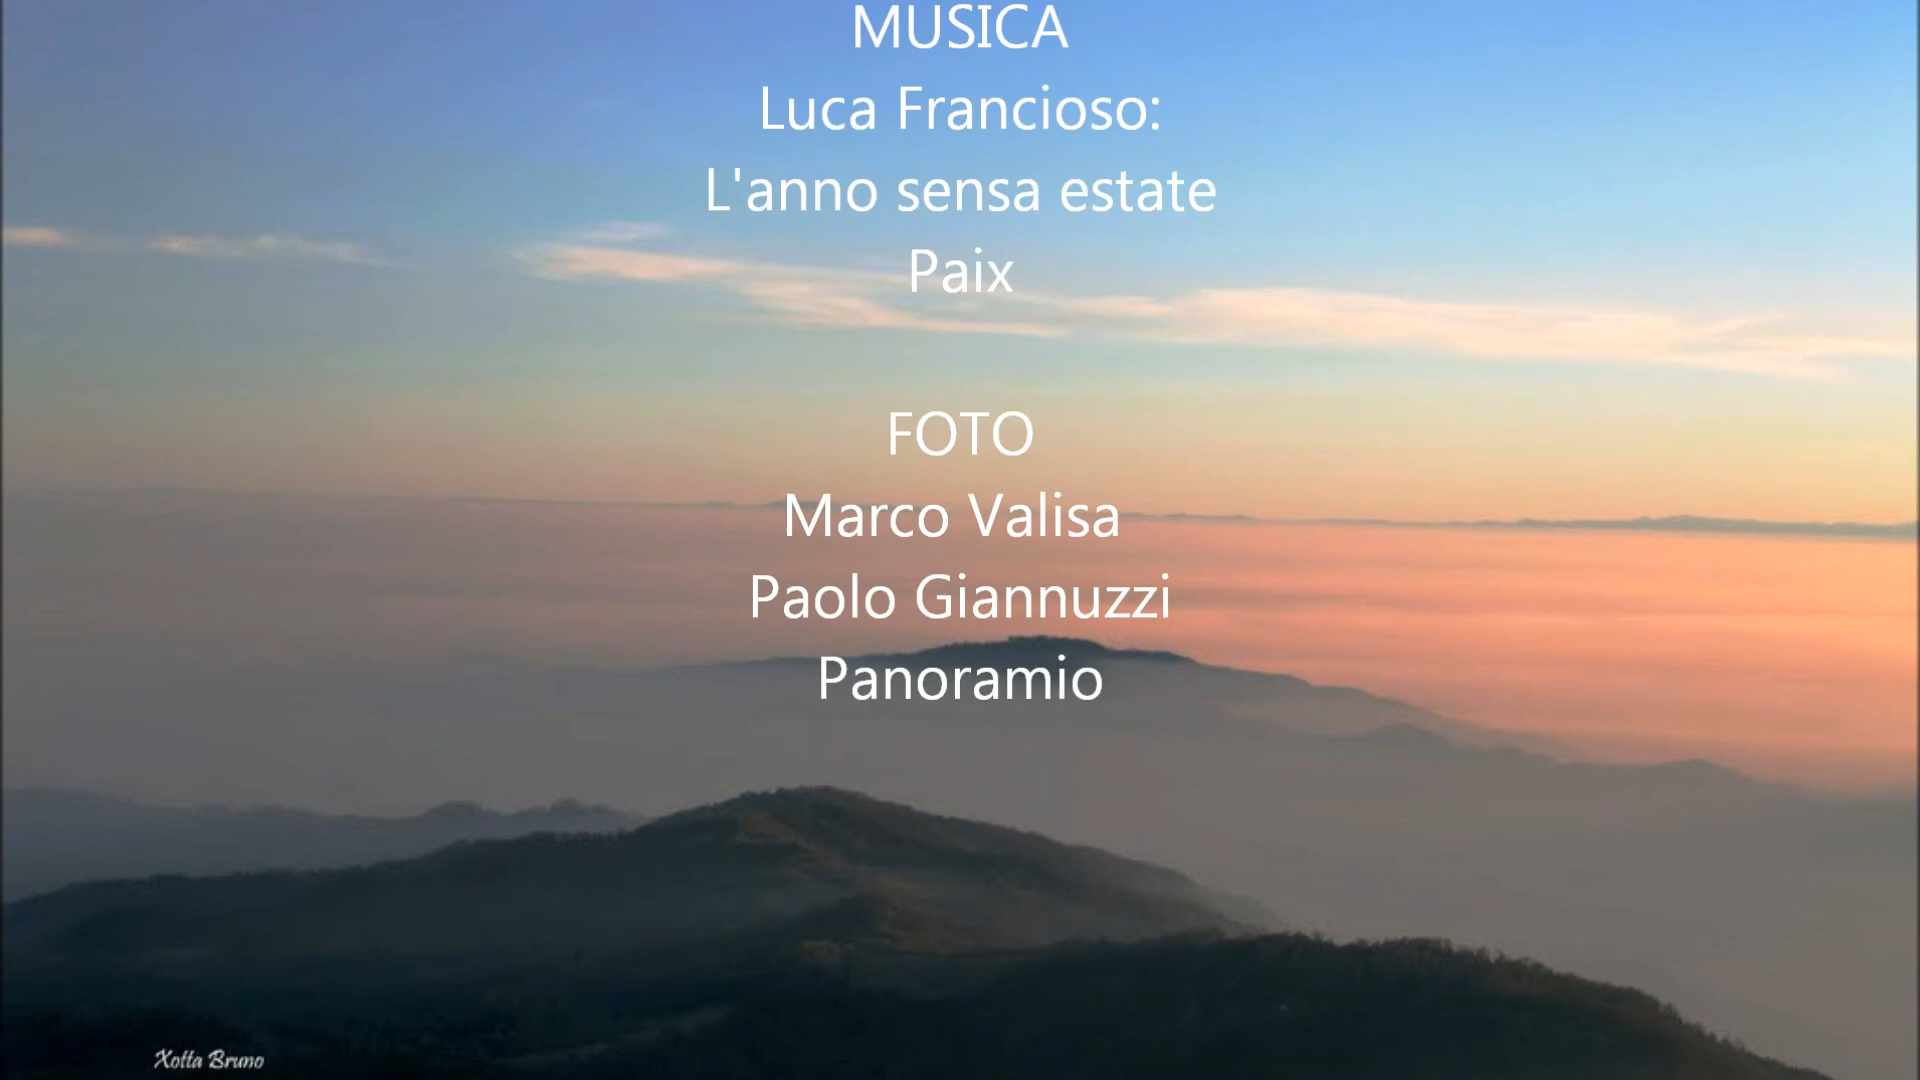 MUSICA
Luca Francioso:
L'anno sensa estate
Paix
FOTO
Marco Valisa
Paolo Giannuzzi
Panoramio
Xotta Bruno